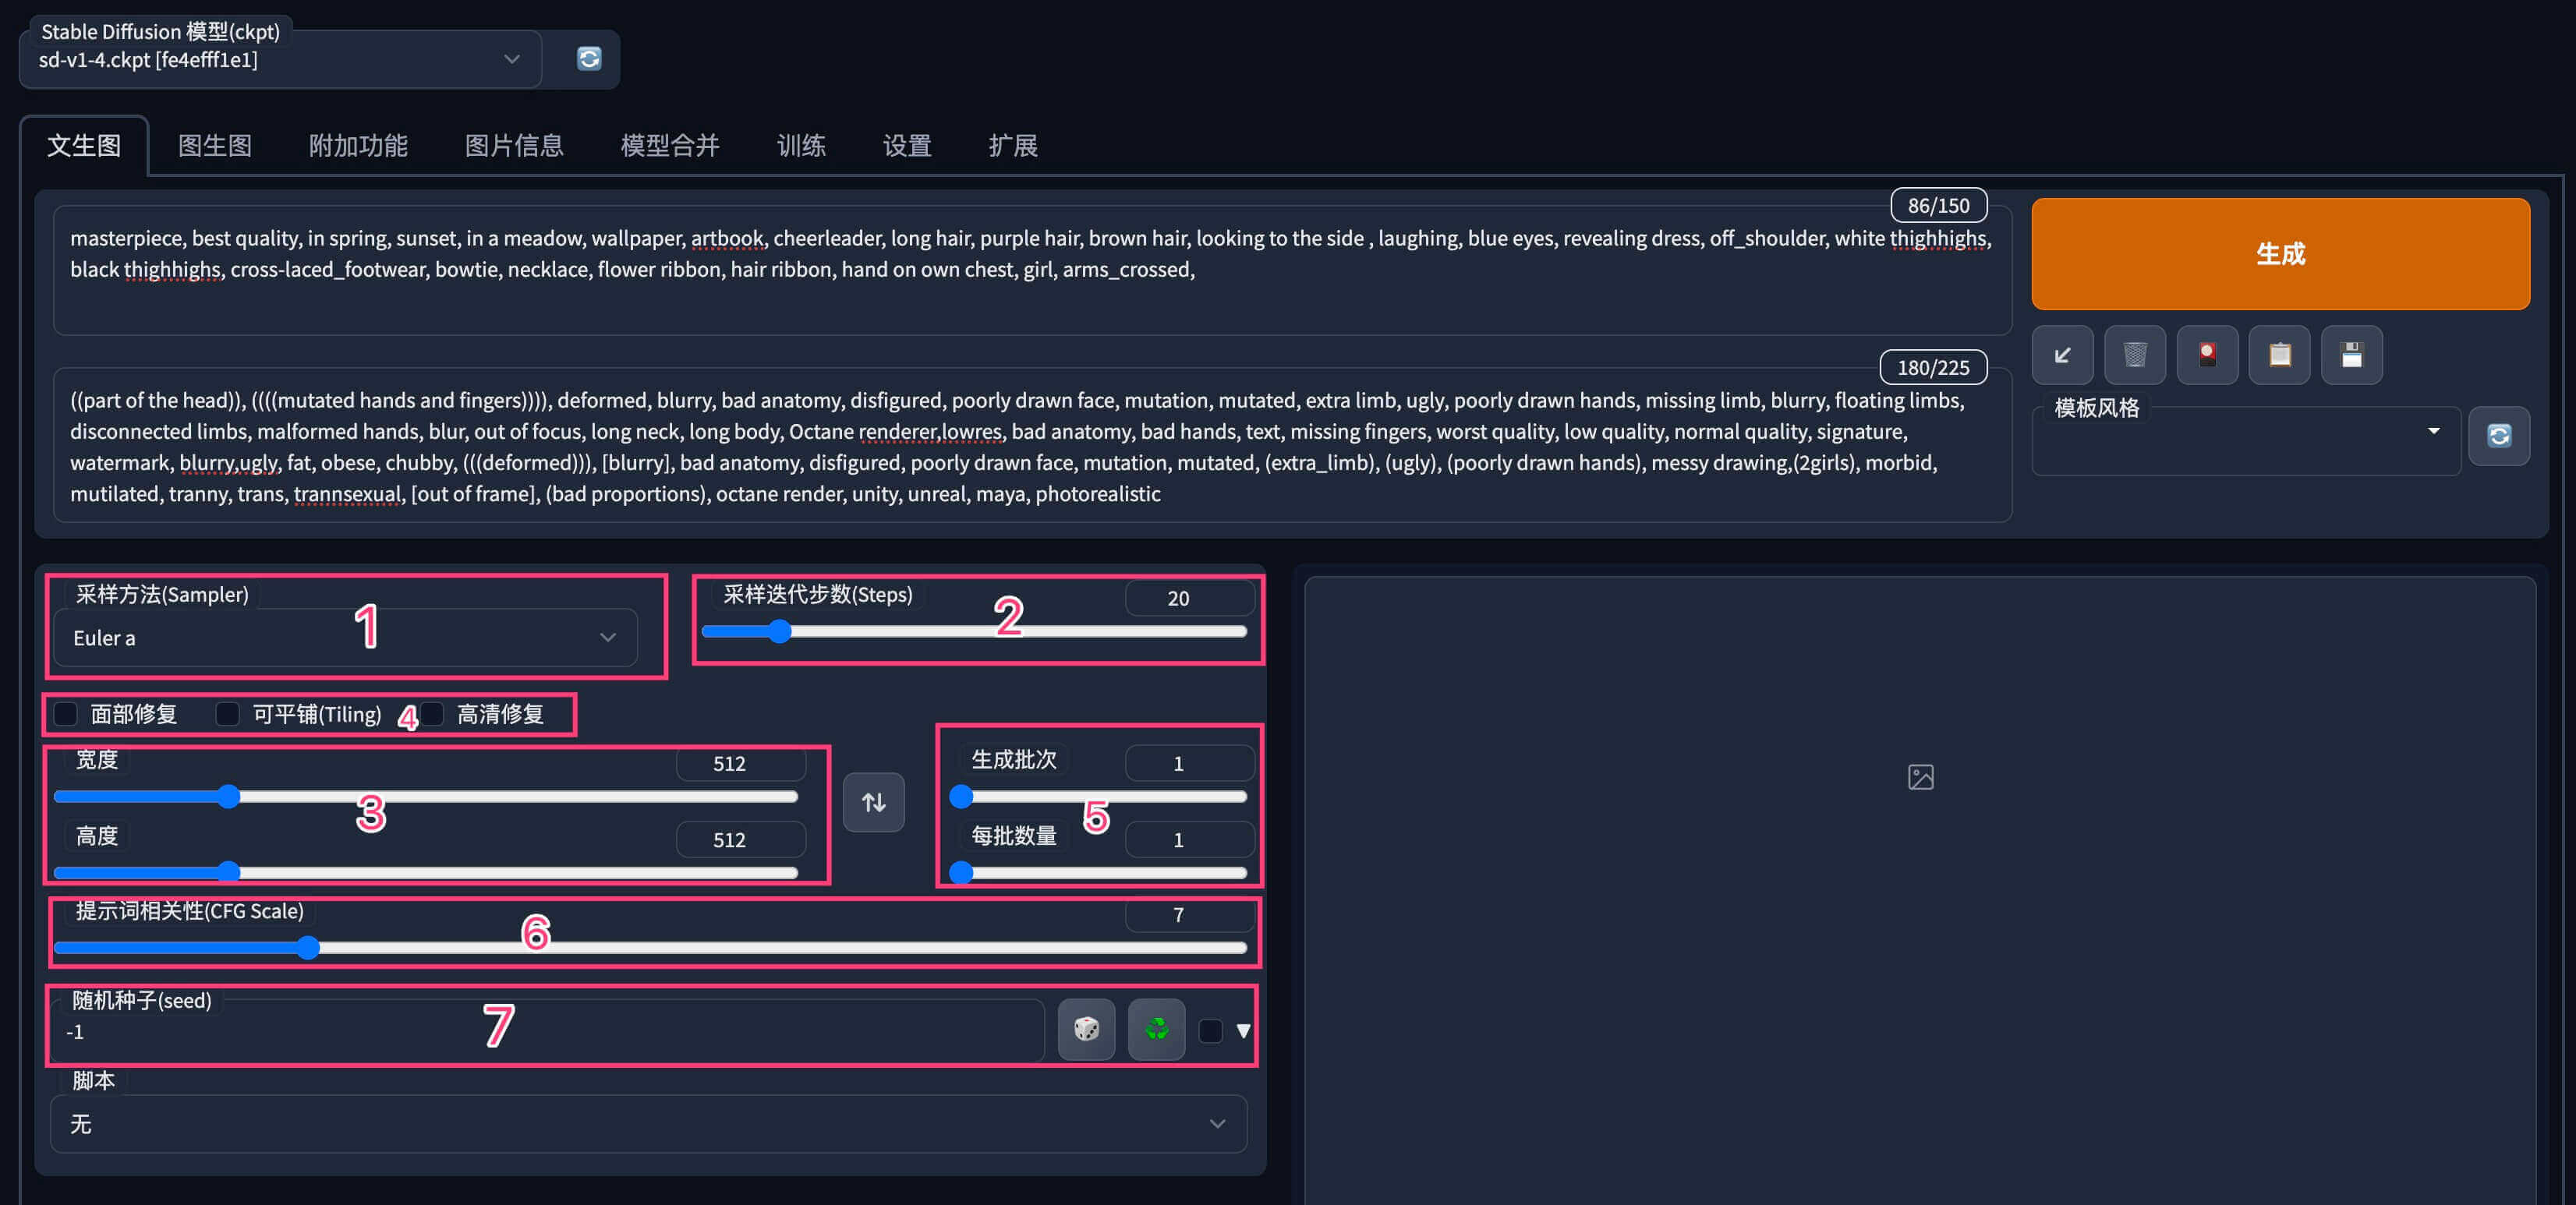 Stable Diffusion 模型(ckpt)
sd-v1-4.ckpt [fe4efff1e1]
文生图 图生图 附加功能 图片信息 模型合并 训练 设置 扩展
86/150
masterpiece, best quality, in spring, sunset, in a meadow, wallpaper, artbook, cheerleader, long hair, purple hair, brown hair, looking to the side , laughing, blue eyes, revealing dress, off_shoulder, white thighhighs,
black thighhighs, cross-laced_footwear, bowtie, necklace, flower ribbon, hair ribbon, hand on own chest, girl, arms_crossed,
生成
180/225
((part of the head)), ((((mutated hands and fingers)))), deformed, blurry, bad anatomy, disfigured, poorly drawn face, mutation, mutated, extra limb, ugly, poorly drawn hands, missing limb, blurry, floating limbs,
disconnected limbs, malformed hands, blur, out of focus, long neck, long body, Octane renderer,lowres, bad anatomy, bad hands, text, missing fingers, worst quality, low quality, normal quality, signature,
watermark, blurry,ugly, fat, obese, chubby, (((deformed))), [blurry], bad anatomy, disfigured, poorly drawn face, mutation, mutated, (extra_limb), (ugly), (poorly drawn hands), messy drawing,(2girls), morbid,
mutilated, tranny, trans, trannsexual, [out of frame], (bad proportions), octane render, unity, unreal, maya, photorealistic
模板风格
采样方法(Sampler)
Euler a
1
采样迭代步数(Steps)
20
2
面部修复 可平铺(Tiling) 4 高清修复
宽度
512
3
高度
512
生成批次
1
5
每批数量
1
提示词相关性(CFG Scale)
7
6
随机种子(seed)
-1
7
脚本
无